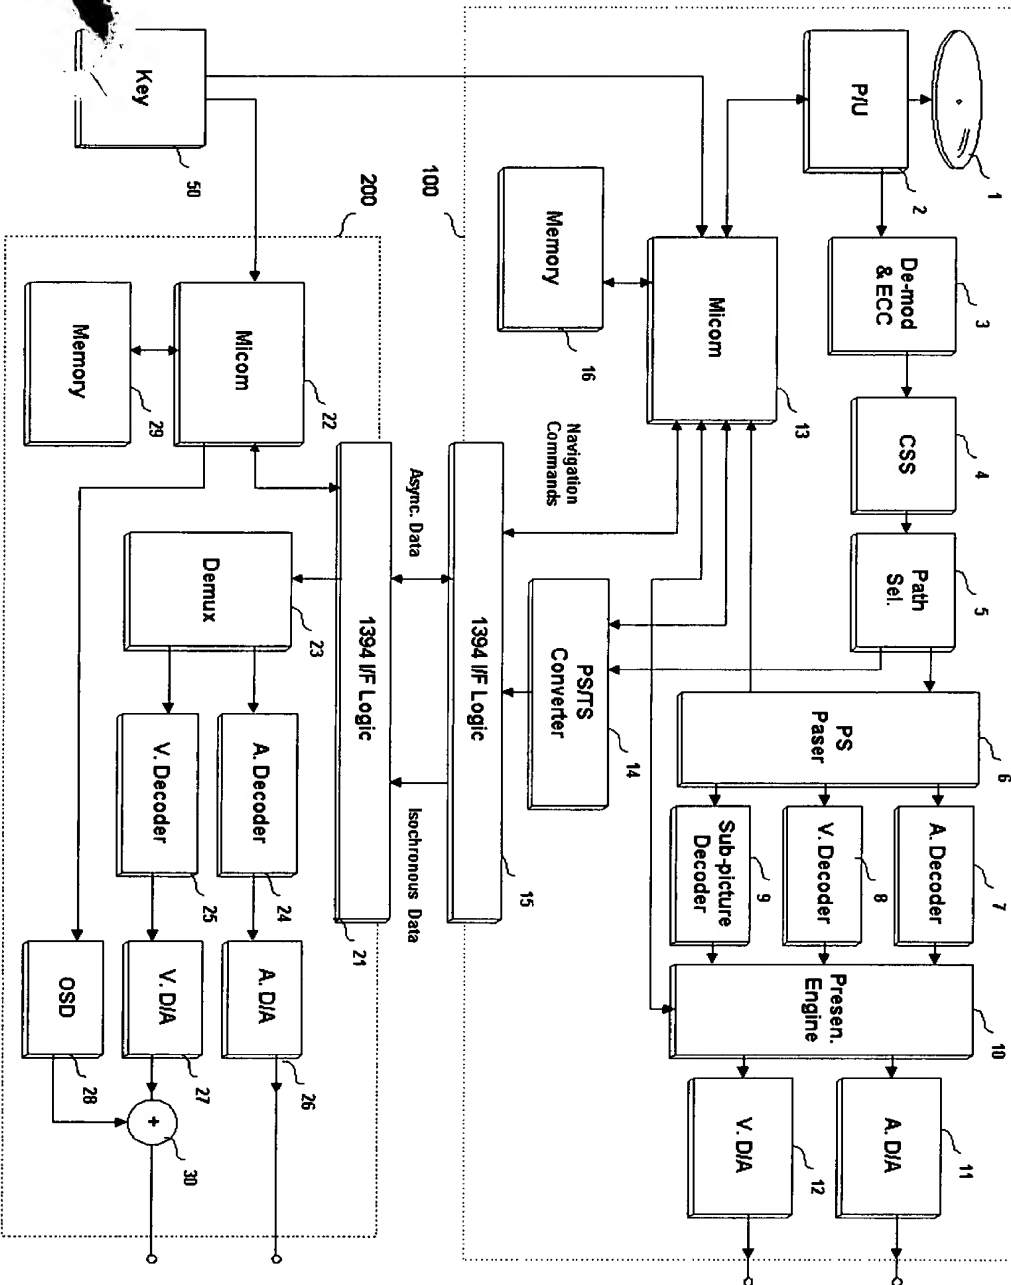 100
1
P/U
2
De-mod
& ECC
3
CSS
4
Path
Sel.
5
PS
Paser
6
A. Decoder
7
V. Decoder
8
Sub-picture
Decoder
9
Presen.
Engine
10
A. D/A
11
V. D/A
12
Micom
13
Memory
16
Navigation
Commands
PS/TS
Converter
14
1394 I/F Logic
15
Async. Data
Isochronous Data
Key
50
200
1394 I/F Logic
21
Micom
22
Memory
29
Demux
23
A. Decoder
24
V. Decoder
25
A. D/A
26
V. D/A
27
OSD
28
+
30